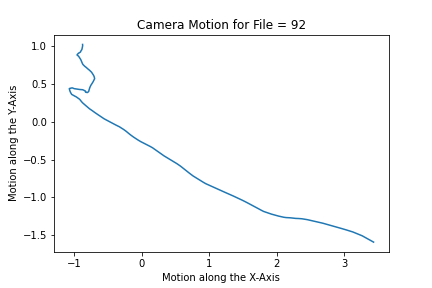 Camera Motion for File = 92
Motion along the Y-Axis
1.0
0.5
0.0
−0.5
−1.0
−1.5
−1 0 1 2 3
Motion along the X-Axis